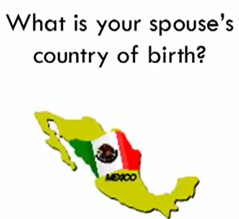 What is your spouse's
country of birth?
MEXICO